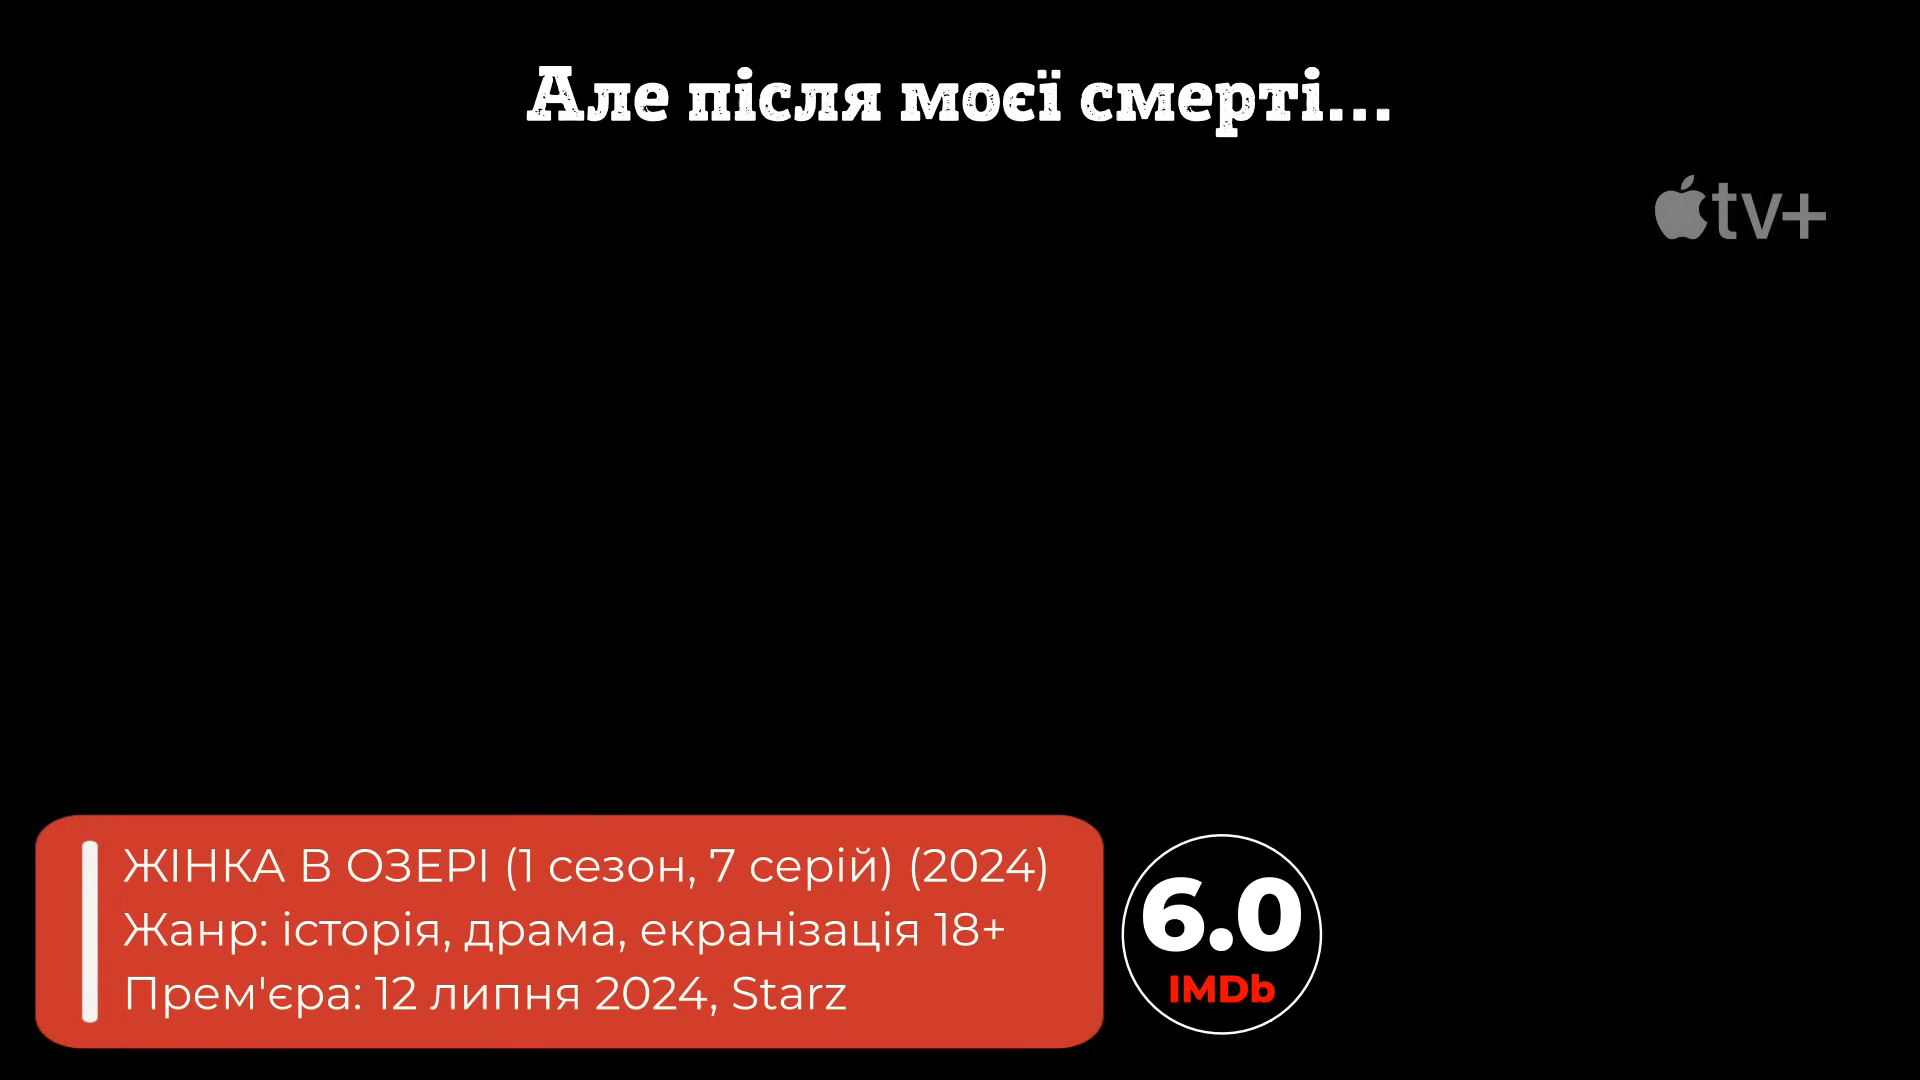 Але після моєї смерті...
tv+
ЖІНКА В ОЗЕРІ (1 сезон, 7 серій) (2024)
Жанр: історія, драма, екранізація 18+
Прем'єра: 12 липня 2024, Starz
6.0
IMDb